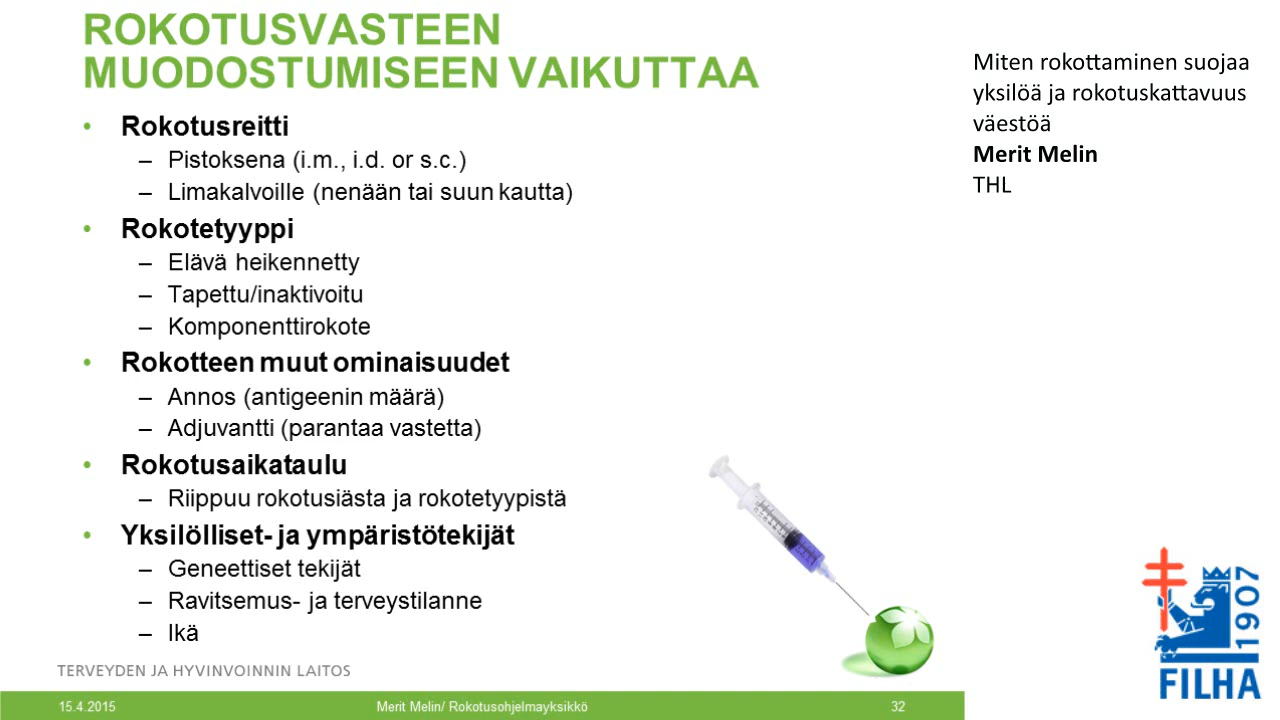 ROKOTUSVASTEEN
MUODOSTUMISEEN VAIKUTTAA
• Rokotusreitti
– Pistoksena (i.m., i.d. or s.c.)
– Limakalvoille (nenään tai suun kautta)
• Rokotetyyppi
– Elävä heikennetty
– Tapettu/inaktivoitu
– Komponenttirokote
• Rokotteen muut ominaisuudet
– Annos (antigeenin määrä)
– Adjuvantti (parantaa vastetta)
• Rokotusaikataulu
– Riippuu rokotusiästa ja rokotetyypistä
• Yksilölliset- ja ympäristötekijät
– Geneettiset tekijät
– Ravitsemus- ja terveystilanne
– Ikä
TERVEYDEN JA HYVINVOINNIN LAITOS
15.4.2015
Merit Melin/ Rokotusohjelmayksikkö
32
Miten rokottaminen suojaa
yksilöä ja rokotuskattavuus
väestöä
Merit Melin
THL
1907
FILHA